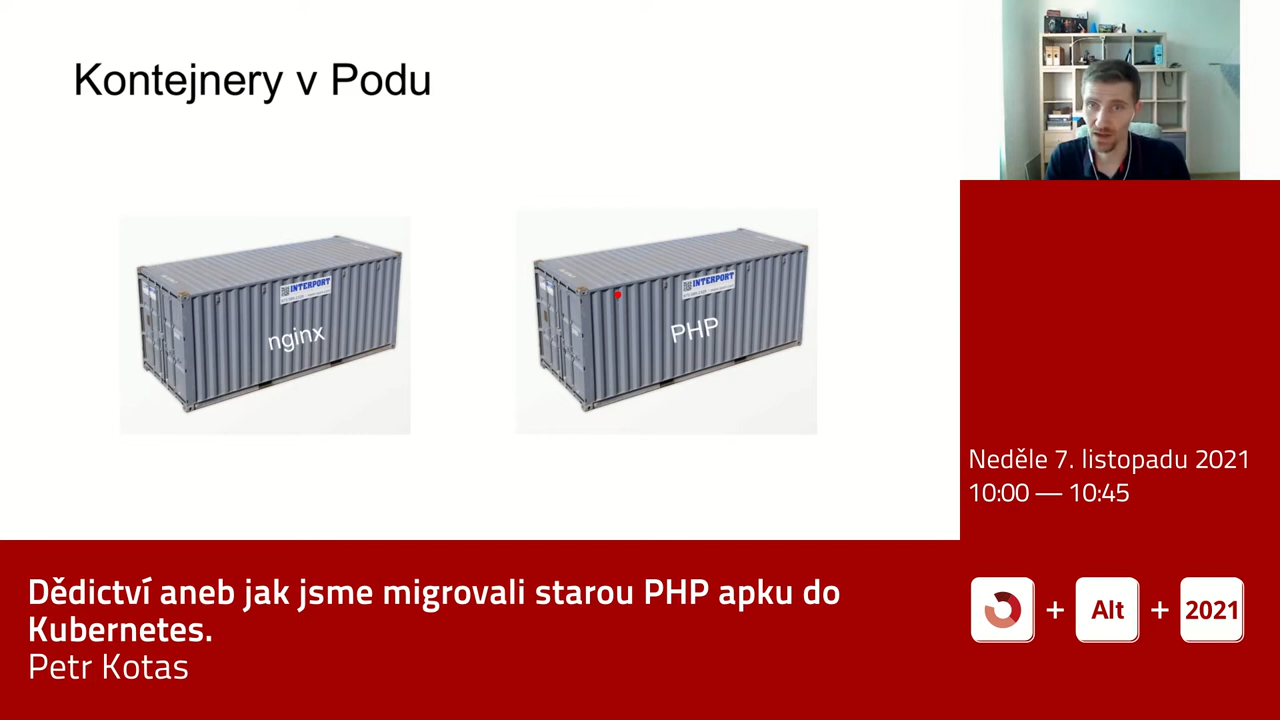 Kontejnery v Podu
INTERPORT
nginx
INTERPORT
PHP
Neděle 7. listopadu 2021
10:00 — 10:45
Dědictví aneb jak jsme migrovali starou PHP apku do
Kubernetes.
Petr Kotas
+ Alt + 2021